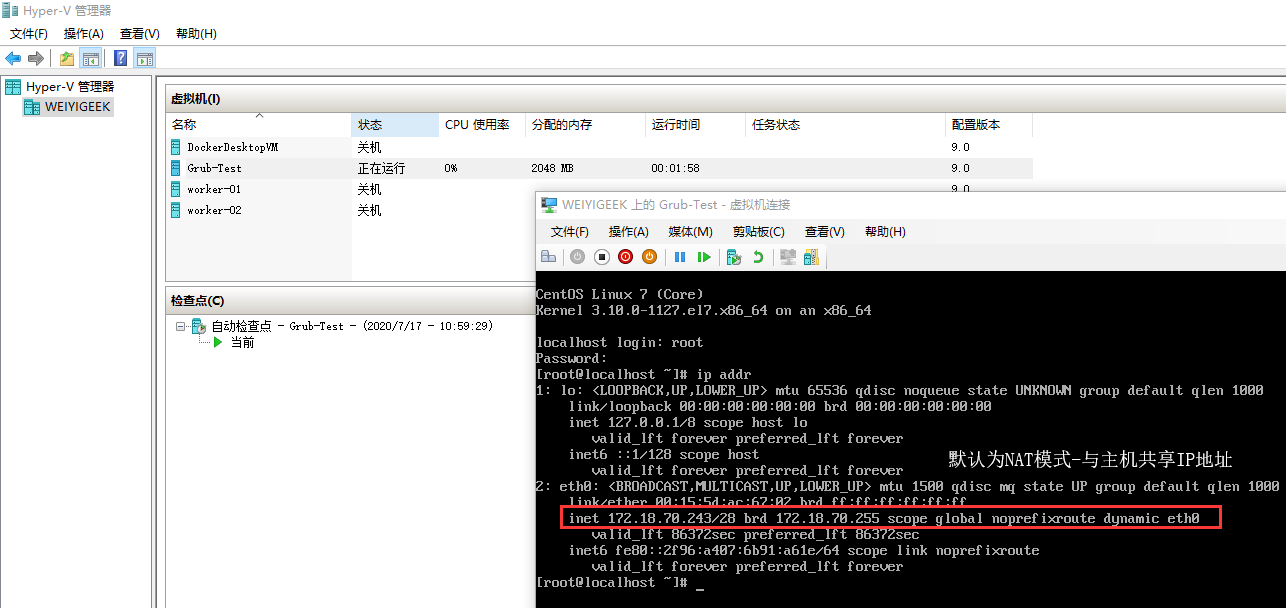 Hyper-V 管理器
文件(F) 操作(A) 查看(V) 帮助(H)
Hyper-V 管理器
WEIYIGEEK
虚拟机(I)
名称 状态 CPU 使用率 分配的内存 运行时间 任务状态 配置版本
DockerDesktopVM 关机 9.0
Grub-Test 正在运行 0% 2048 MB 00:01:58 9.0
worker-01 关机 9.0
worker-02 关机
检查点(C)
自动检查点 - Grub-Test - (2020/7/17 - 10:59:29)
当前
WEIYIGEEK 上的 Grub-Test - 虚拟机连接
文件(F) 操作(A) 媒体(M) 剪贴板(C) 查看(V) 帮助(H)
CentOS Linux 7 (Core)
Kernel 3.10.0-1127.el7.x86_64 on an x86_64
localhost login: root
Password:
[root@localhost ~]# ip addr
1: lo: <LOOPBACK,UP,LOWER_UP> mtu 65536 qdisc noqueue state UNKNOWN group default qlen 1000
link/loopback 00:00:00:00:00:00 brd 00:00:00:00:00:00
inet 127.0.0.1/8 scope host lo
valid_lft forever preferred_lft forever
inet6 ::1/128 scope host
valid_lft forever preferred_lft forever
默认为NAT模式-与主机共享IP地址
2: eth0: <BROADCAST,MULTICAST,UP,LOWER_UP> mtu 1500 qdisc mq state UP group default qlen 1000
link/ether 00:15:5d:ac:67:02 brd ff:ff:ff:ff:ff:ff
inet 172.18.70.243/28 brd 172.18.70.255 scope global noprefixroute dynamic eth0
valid_lft 86372sec preferred_lft 86372sec
inet6 fe80::2f96:a407:6b91:a61e/64 scope link noprefixroute
valid_lft forever preferred_lft forever
[root@localhost ~]# _